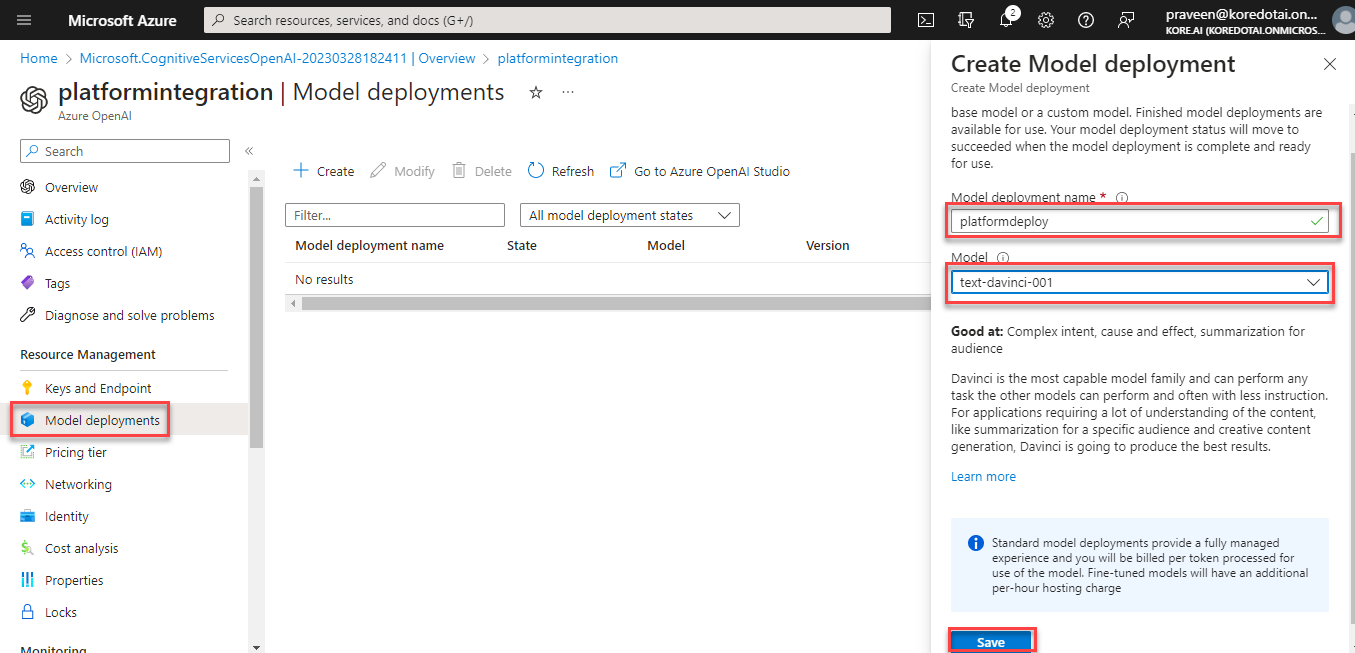 Microsoft Azure
Search resources, services, and docs (G+/)
2
praveen@koredotai.on...
KORE.AI (KOREDOTAI.ONMICROS...
Home > Microsoft.CognitiveServicesOpenAI-20230328182411 | Overview > platformintegration
platformintegration | Model deployments
Azure OpenAI
Search
Overview
Activity log
Access control (IAM)
Tags
Diagnose and solve problems
Resource Management
Keys and Endpoint
Model deployments
Pricing tier
Networking
Identity
Cost analysis
Properties
Locks
Monitoring
Create Modify Delete Refresh Go to Azure OpenAI Studio
Filter...
All model deployment states
Model deployment name State Model Version
No results
Create Model deployment
Create Model deployment
base model or a custom model. Finished model deployments are
available for use. Your model deployment status will move to
succeeded when the model deployment is complete and ready
for use.
Model deployment name *
platformdeploy
Model
text-davinci-001
Good at: Complex intent, cause and effect, summarization for
audience
Davinci is the most capable model family and can perform any
task the other models can perform and often with less instruction.
For applications requiring a lot of understanding of the content,
like summarization for a specific audience and creative content
generation, Davinci is going to produce the best results.
Learn more
Standard model deployments provide a fully managed
experience and you will be billed per token processed for
use of the model. Fine-tuned models will have an additional
per-hour hosting charge
Save